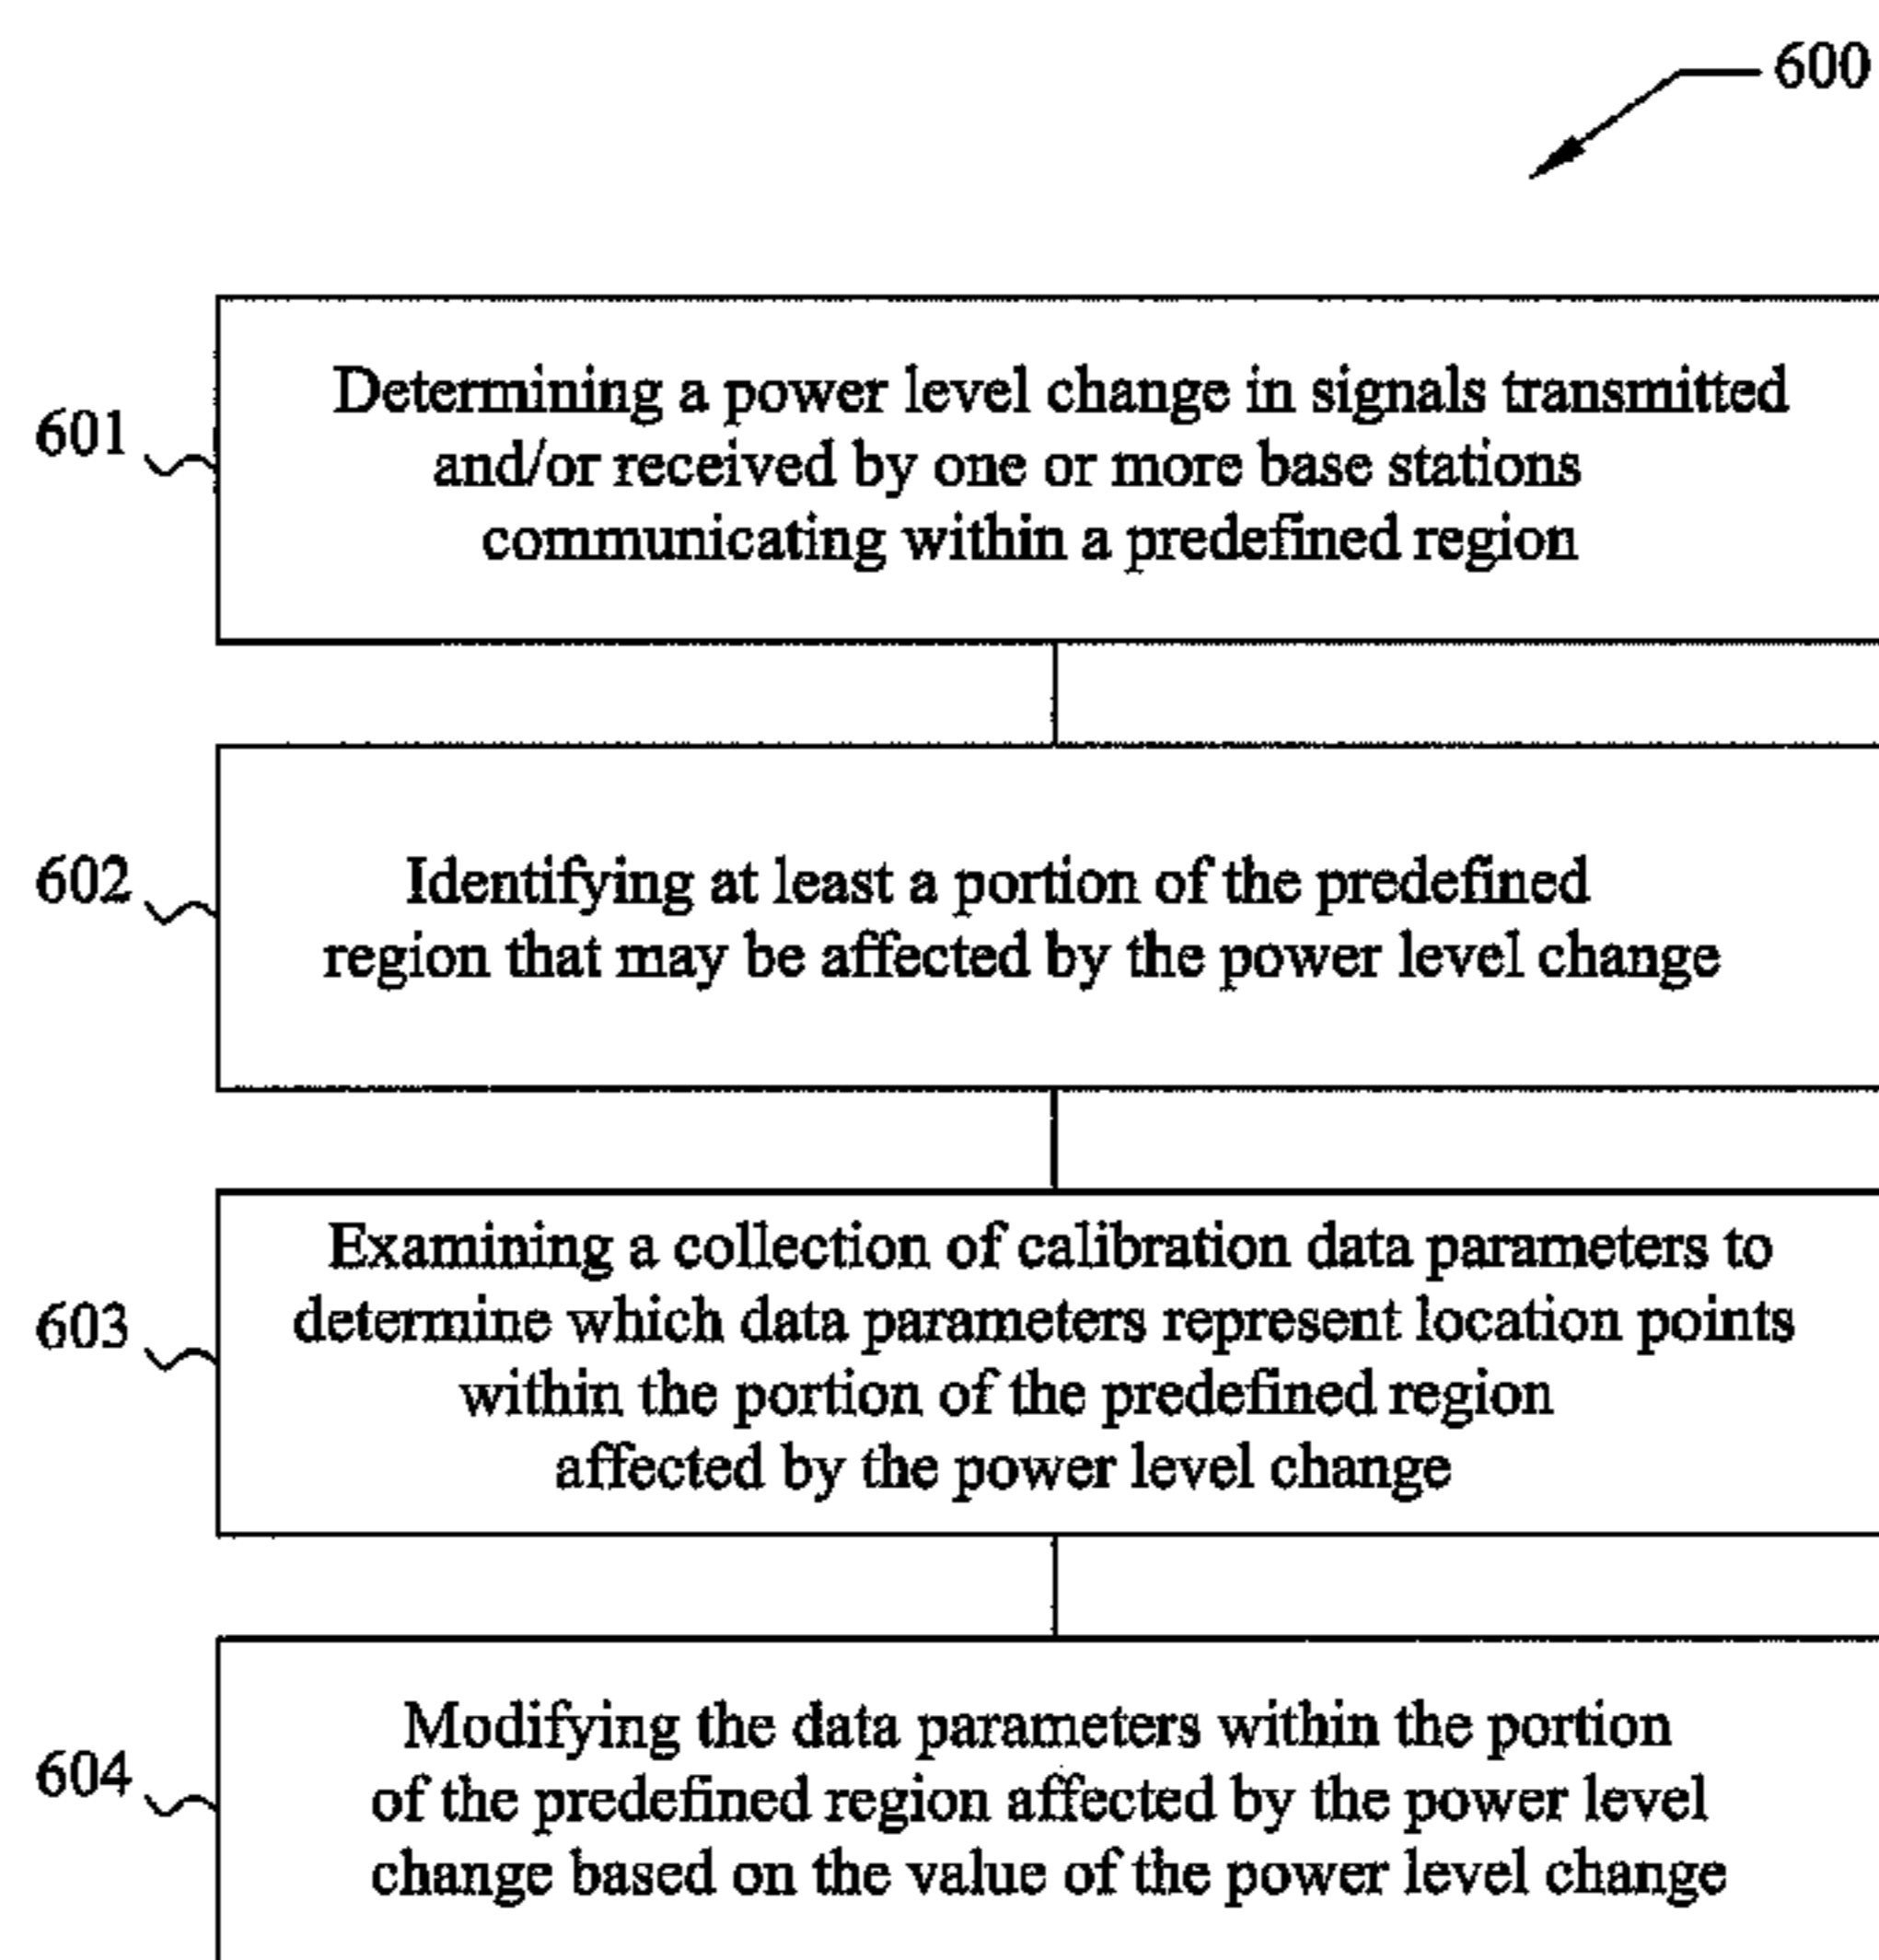 600
601
Determining a power level change in signals transmitted
and/or received by one or more base stations
communicating within a predefined region
602
Identifying at least a portion of the predefined
region that may be affected by the power level change
603
Examining a collection of calibration data parameters to
determine which data parameters represent location points
within the portion of the predefined region
affected by the power level change
604
Modifying the data parameters within the portion
of the predefined region affected by the power level
change based on the value of the power level change